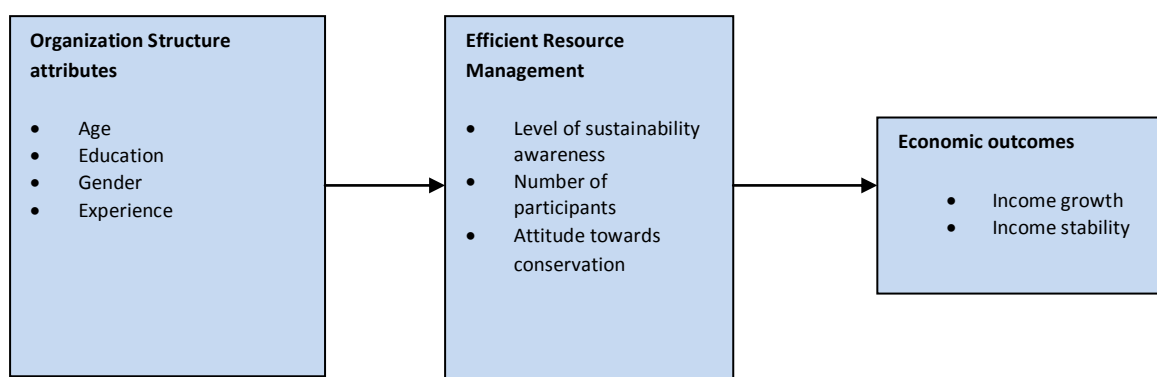 Organization Structure
attributes
• Age
• Education
• Gender
• Experience
Efficient Resource
Management
• Level of sustainability
awareness
• Number of
participants
• Attitude towards
conservation
Economic outcomes
• Income growth
• Income stability